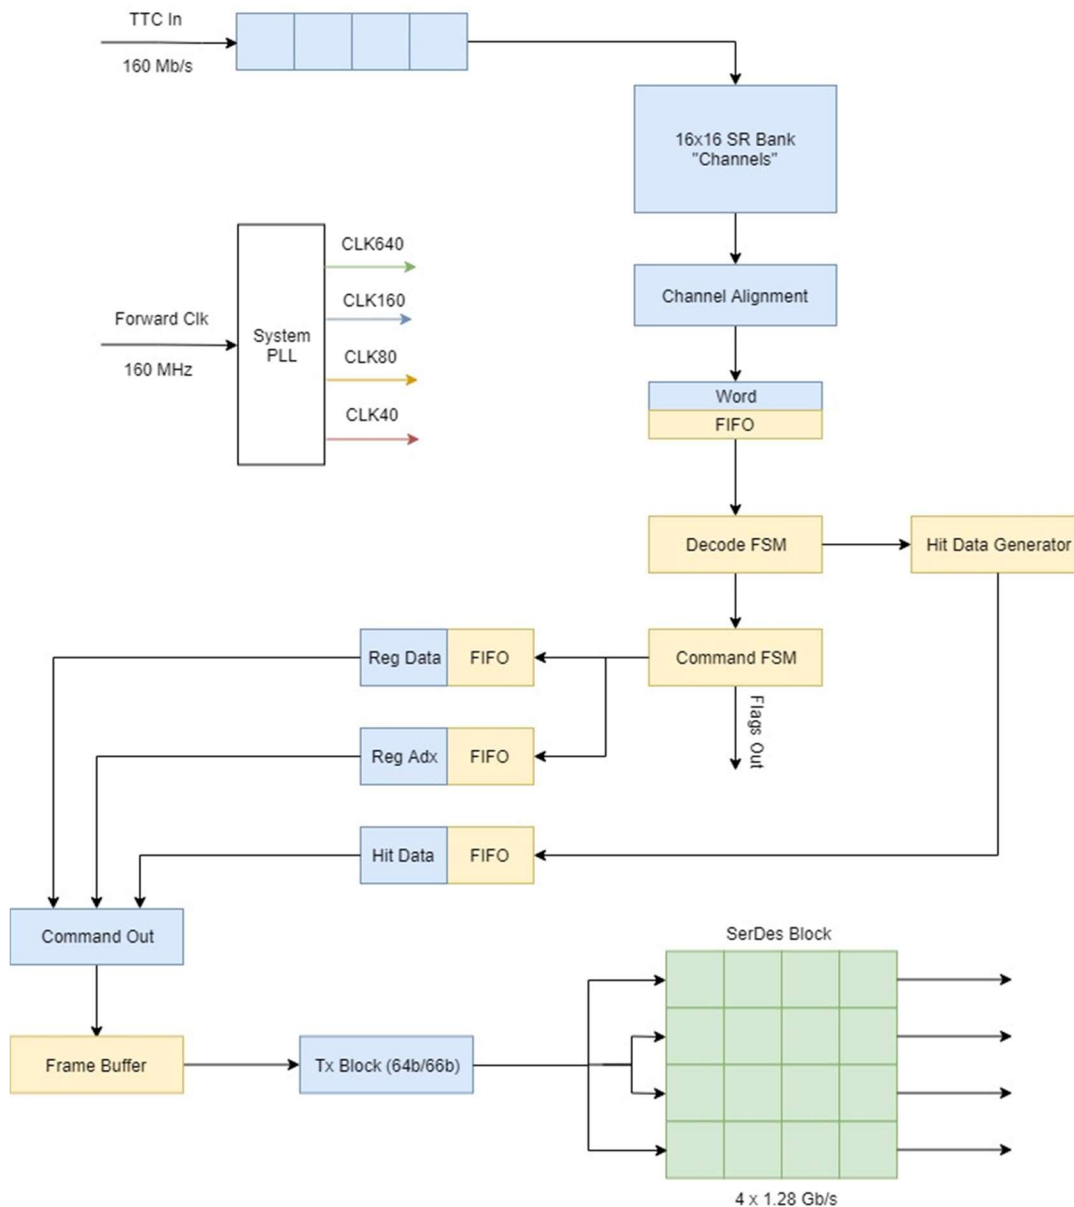 TTC In
160 Mb/s
16x16 SR Bank
"Channels"
Channel Alignment
CLK640
CLK160
CLK80
CLK40
Forward Clk
160 MHz
System
PLL
Word
FIFO
Decode FSM
Hit Data Generator
Command FSM
Flags Out
Reg Data
FIFO
Reg Adx
FIFO
Hit Data
FIFO
Command Out
Frame Buffer
Tx Block (64b/66b)
SerDes Block
4 x 1.28 Gb/s